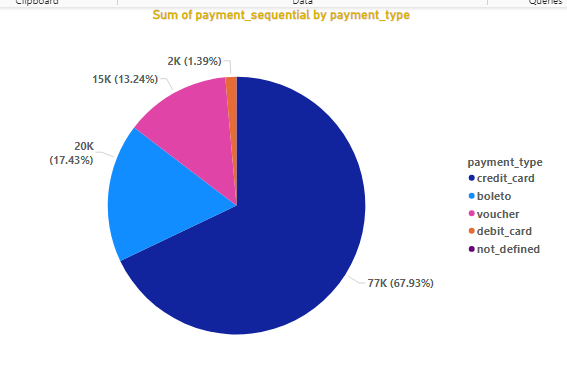 Clipboard Data Queries
Sum of payment_sequential by payment_type
2K (1.39%)
15K (13.24%)
20K
(17.43%)
77K (67.93%)
payment_type
credit_card
boleto
voucher
debit_card
not_defined